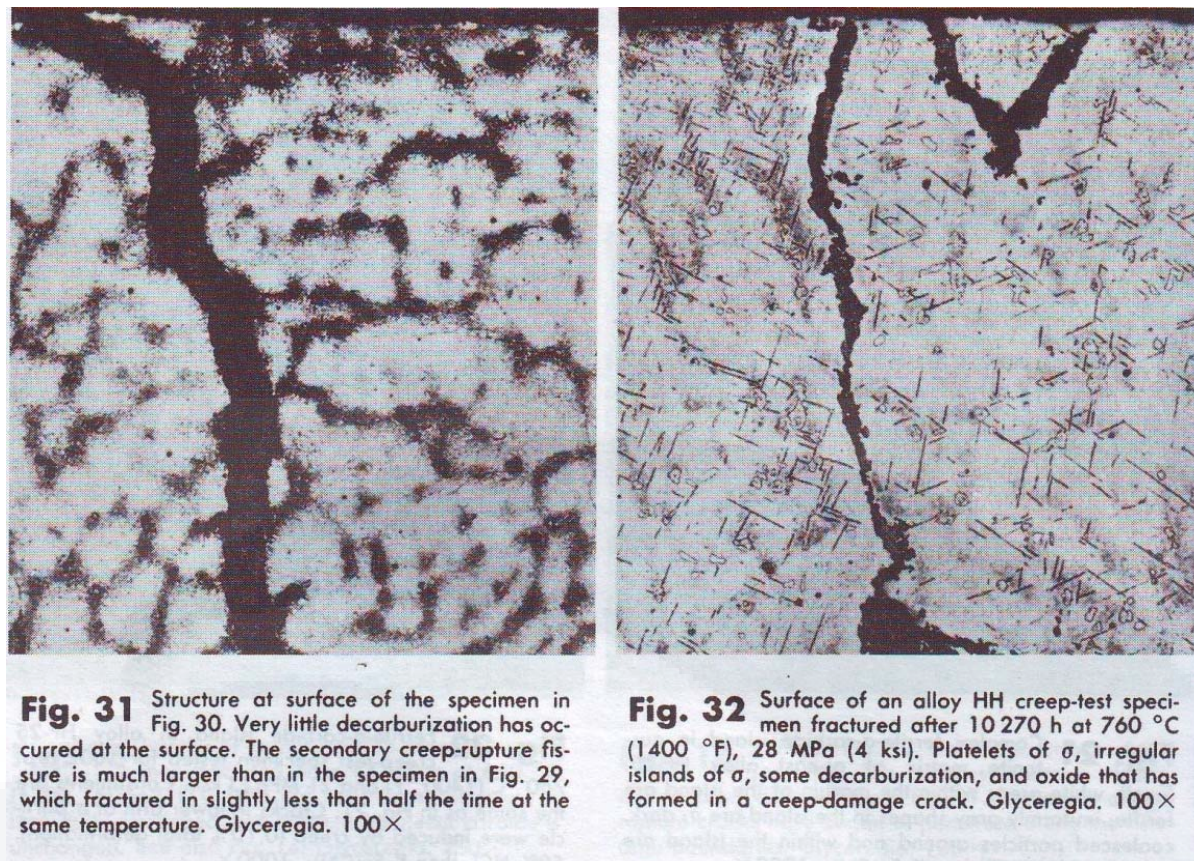 Fig. 31 Structure at surface of the specimen in
Fig. 30. Very little decarburization has oc-
curred at the surface. The secondary creep-rupture fis-
sure is much larger than in the specimen in Fig. 29,
which fractured in slightly less than half the time at the
same temperature. Glyceregia. 100×
Fig. 32 Surface of an alloy HH creep-test speci-
men fractured after 10 270 h at 760 °C
(1400 °F), 28 MPa (4 ksi). Platelets of σ, irregular
islands of σ, some decarburization, and oxide that has
formed in a creep-damage crack. Glyceregia. 100×